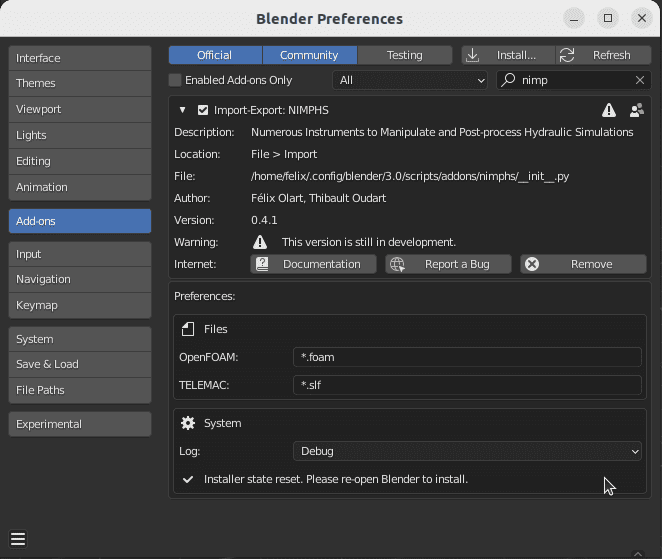 Blender Preferences
Interface
Themes
Viewport
Lights
Editing
Animation
Add-ons
Input
Navigation
Keymap
System
Save & Load
File Paths
Experimental
Official Community Testing Install... Refresh
Enabled Add-ons Only All nimp
Import-Export: NIMPHS
Description: Numerous Instruments to Manipulate and Post-process Hydraulic Simulations
Location: File > Import
File: /home/felix/.config/blender/3.0/scripts/addons/nimphs/__init__.py
Author: Félix Olart, Thibault Oudart
Version: 0.4.1
Warning: This version is still in development.
Internet: Documentation Report a Bug Remove
Preferences:
Files
OpenFOAM: *.foam
TELEMAC: *.slf
System
Log: Debug
Installer state reset. Please re-open Blender to install.